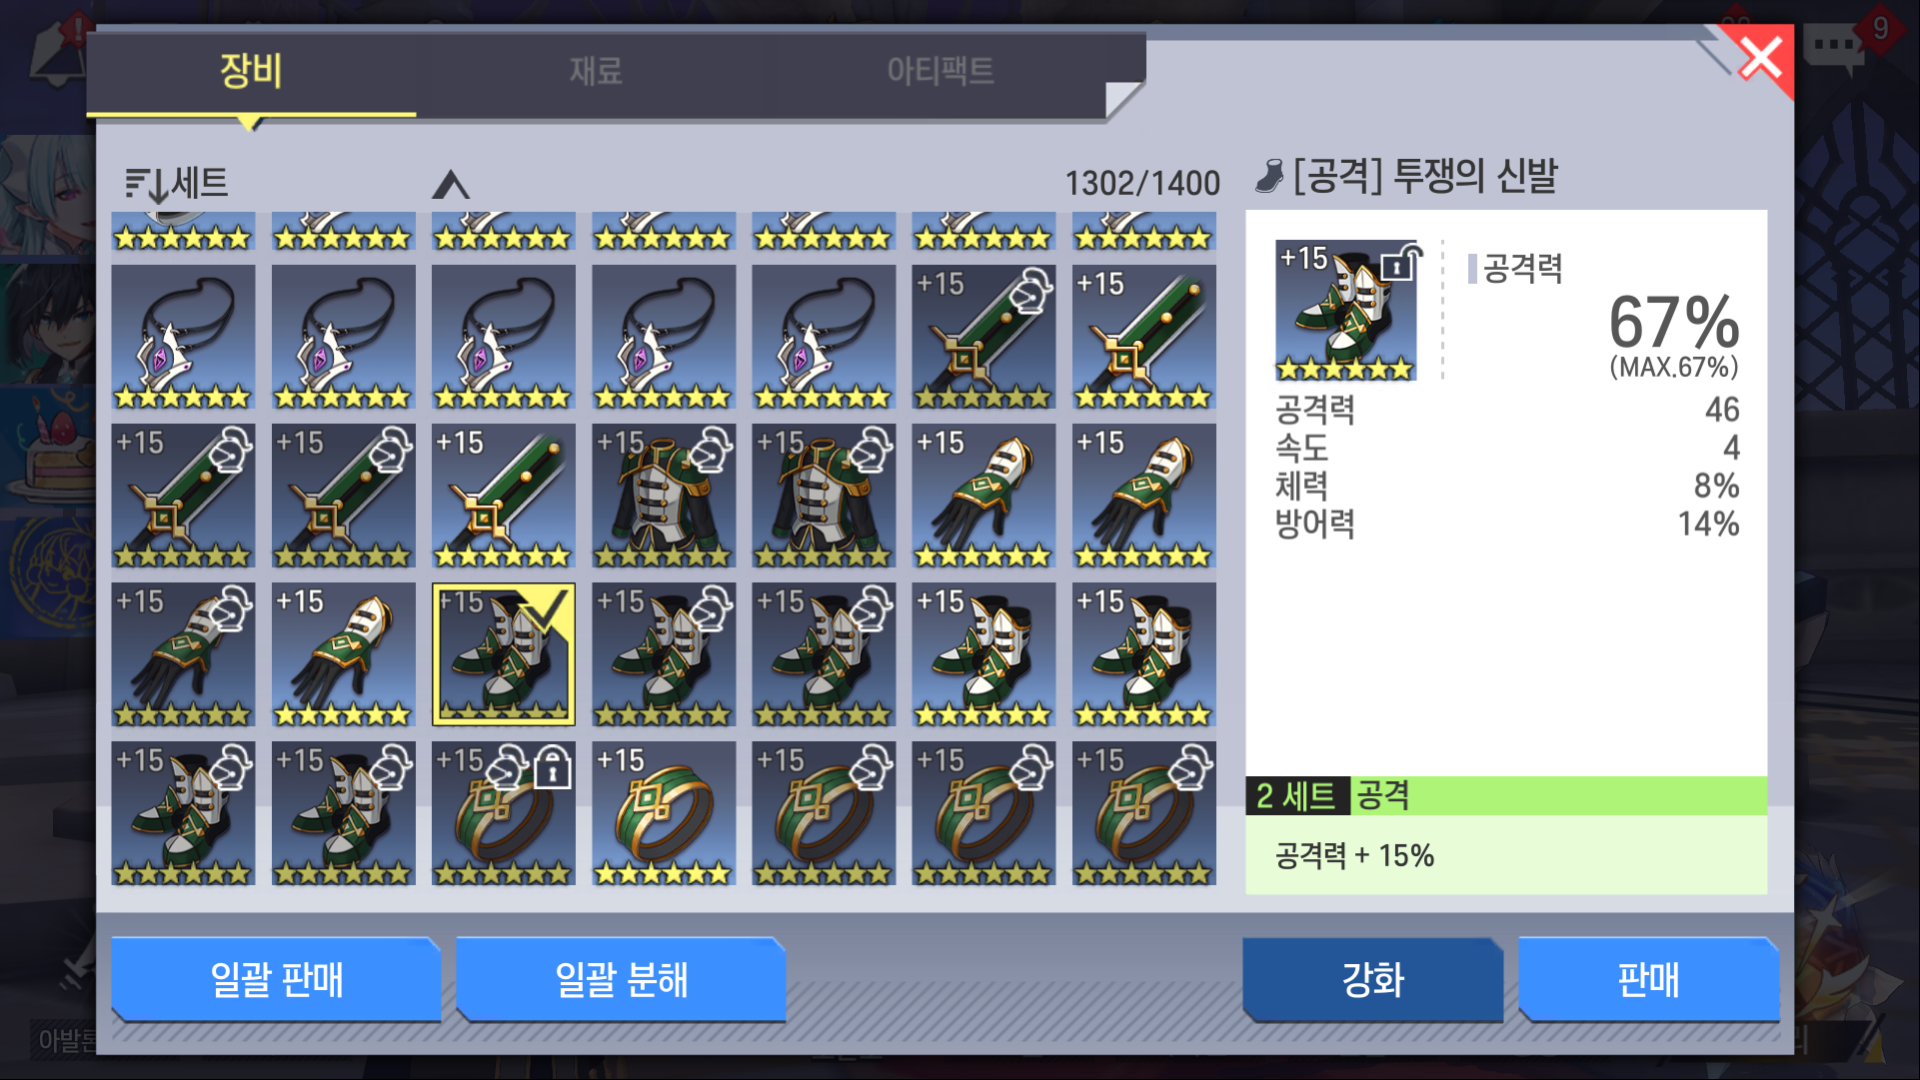 장비
재료
아티팩트
9
세트
1302/1400
[공격] 투쟁의 신발
+15
공격력
67%
(MAX.67%)
공격력 46
속도 4
체력 8%
방어력 14%
2 세트 공격
공격력 + 15%
+15 +15
+15 +15 +15 +15 +15 +15 +15
+15 +15 +15 +15 +15 +15 +15
+15 +15 +15 +15 +15 +15 +15
일괄 판매
일괄 분해
강화
판매